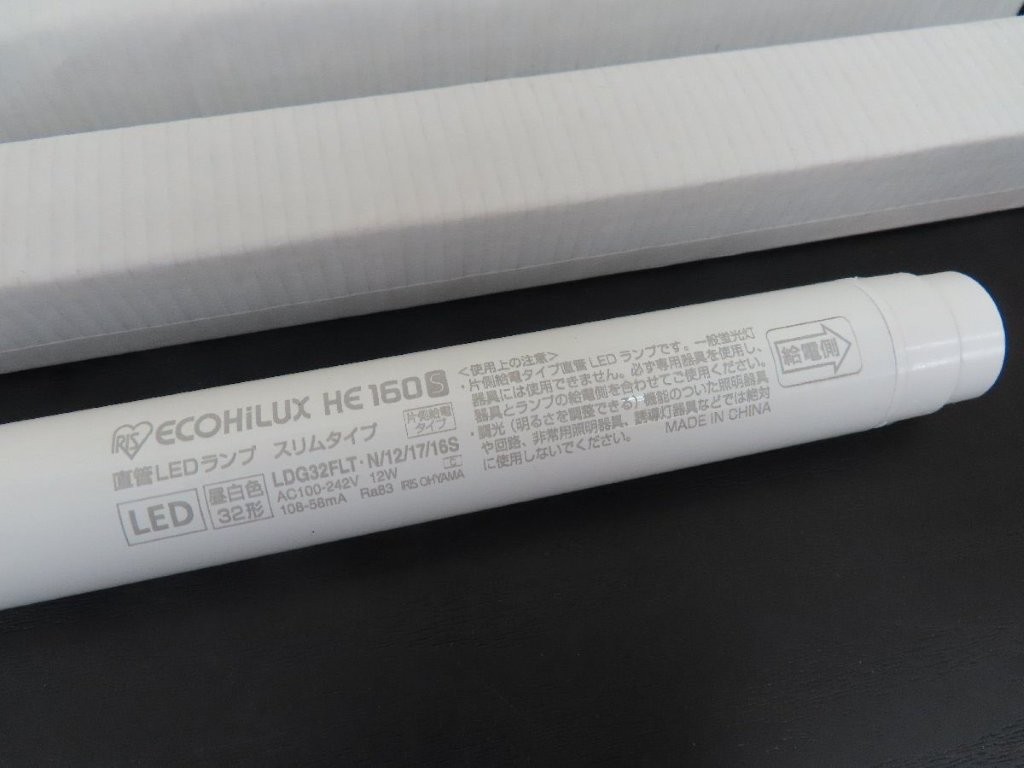 IRIS ECOHiLUX HE 160 S
片側給電
タイプ
直管LEDランプ スリムタイプ
LED
昼白色
32形
LDG32FLT・N/12/17/16S
AC100-242V 12W
108-58mA Ra83 IRIS OHYAMA
<使用上の注意>
・片側給電タイプ直管LEDランプです。一般蛍光灯
器具には使用できません。必ず専用器具を使用し、
器具とランプの給電側を合わせてご使用ください。
・調光(明るさを調整できる)機能のついた照明器具
や回路、非常用照明器具、誘導灯器具などでは絶対
に使用しないでください。
MADE IN CHINA
給電側